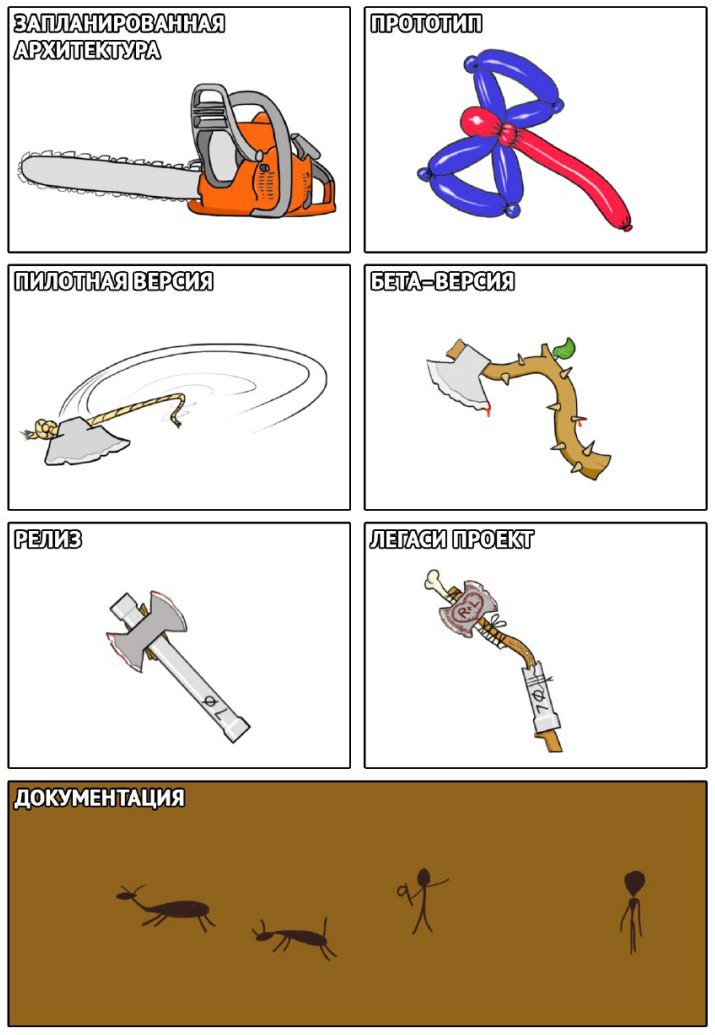 ЗАПЛАНИРОВАННАЯ
АРХИТЕКТУРА
ПРОТОТИП
ПИЛОТНАЯ ВЕРСИЯ
БЕТА-ВЕРСИЯ
РЕЛИЗ
ЛЕГАСИ ПРОЕКТ
R+L
ДОКУМЕНТАЦИЯ